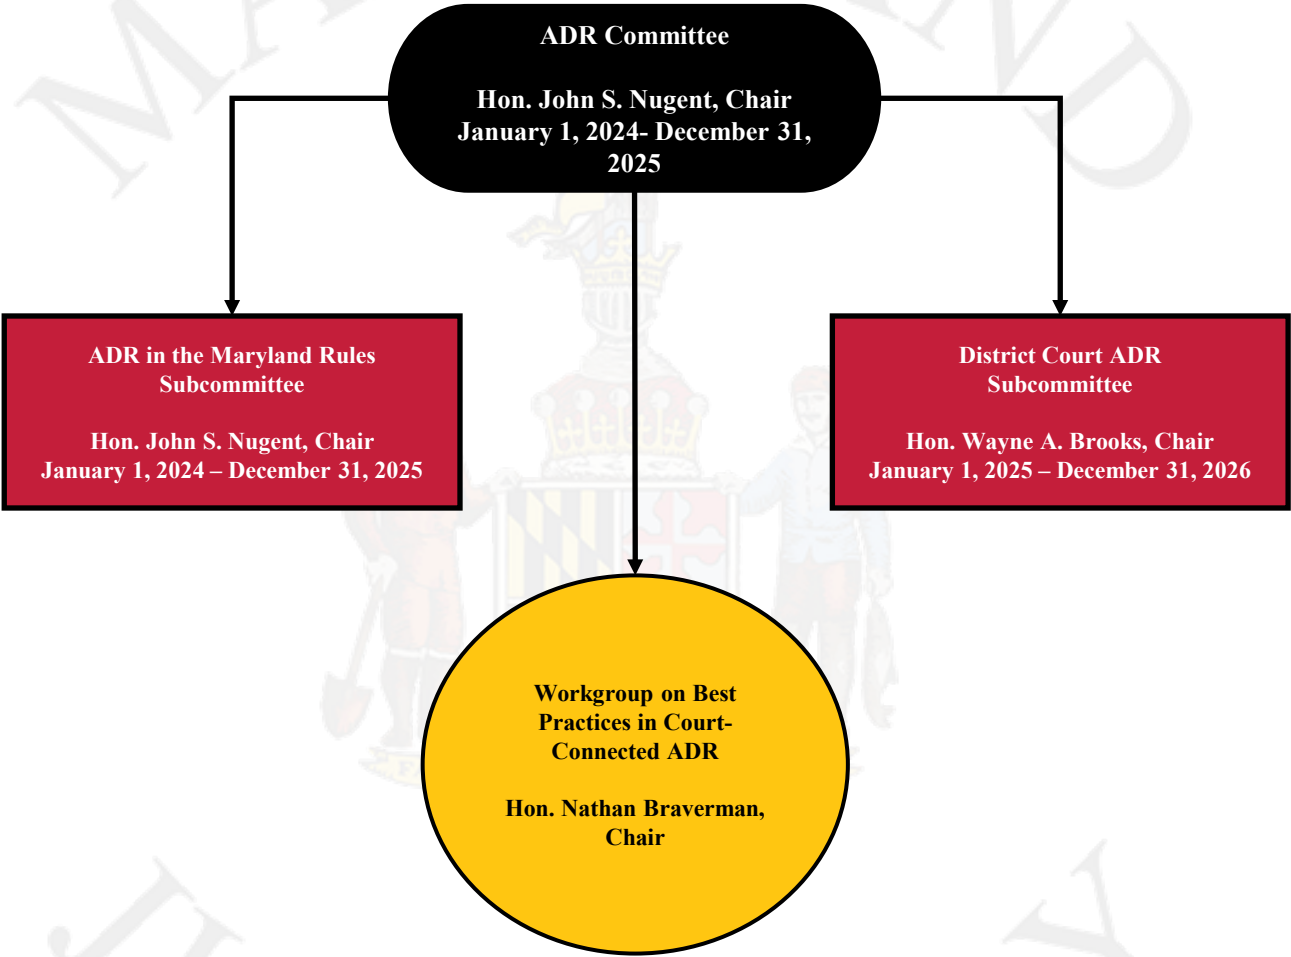 ADR Committee
Hon. John S. Nugent, Chair
January 1, 2024- December 31,
2025
ADR in the Maryland Rules
Subcommittee
Hon. John S. Nugent, Chair
January 1, 2024 – December 31, 2025
District Court ADR
Subcommittee
Hon. Wayne A. Brooks, Chair
January 1, 2025 – December 31, 2026
Workgroup on Best
Practices in Court-
Connected ADR
Hon. Nathan Braverman,
Chair